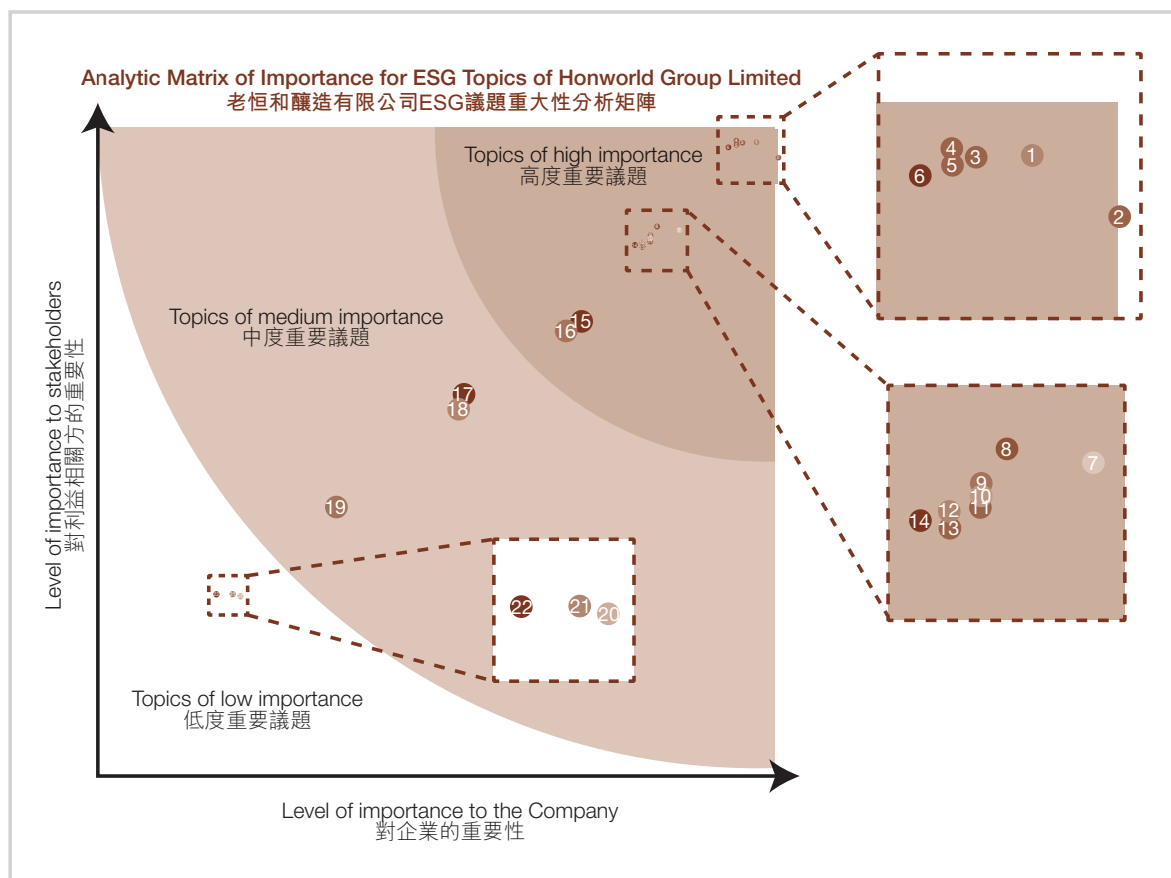 Analytic Matrix of Importance for ESG Topics of Honworld Group Limited
老恒和釀造有限公司ESG議題重大性分析矩陣
Topics of high importance
高度重要議題
4
3
1
5
6
2
Level of importance to stakeholders
對利益相關方的重要性
Topics of medium importance
中度重要議題
15
16
17
18
8
7
9
10
12
11
14
13
19
22
21
20
Topics of low importance
低度重要議題
Level of importance to the Company
對企業的重要性